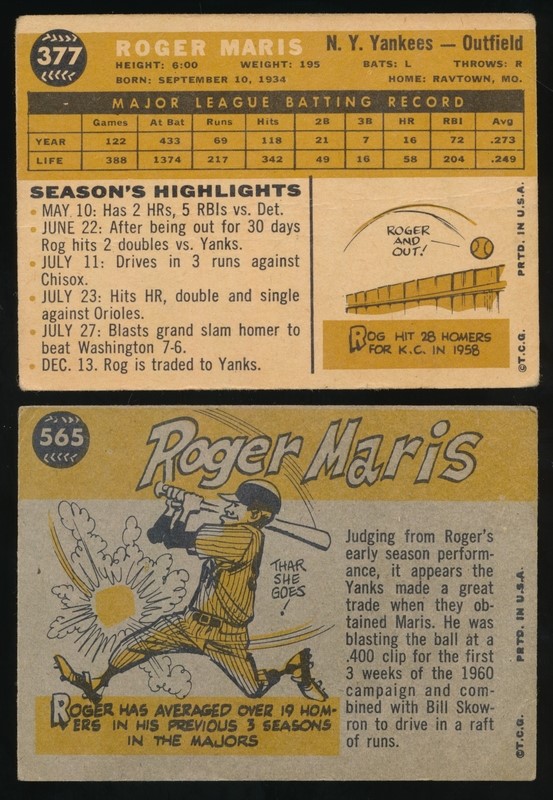 377
ROGER MARIS
N. Y. Yankees — Outfield
HEIGHT: 6:00 WEIGHT: 195 BATS: L THROWS: R
BORN: SEPTEMBER 10, 1934 HOME: RAYTOWN, MO.
MAJOR LEAGUE BATTING RECORD
Games At Bat Runs Hits 2B 3B HR RBI Avg
YEAR 122 433 69 118 21 7 16 72 .273
LIFE 388 1374 217 342 49 16 58 204 .249
SEASON'S HIGHLIGHTS
• MAY 10: Has 2 HRs, 5 RBIs vs. Det.
• JUNE 22: After being out for 30 days
Rog hits 2 doubles vs. Yanks.
• JULY 11: Drives in 3 runs against
Chisox.
• JULY 23: Hits HR, double and single
against Orioles.
• JULY 27: Blasts grand slam homer to
beat Washington 7-6.
• DEC. 13. Rog is traded to Yanks.
ROGER
AND
OUT!
ROG HIT 28 HOMERS
FOR K.C. IN 1958
©T.C.G. PRTD. IN U.S.A.
565
Roger Maris
THAR
SHE
GOES
!
ROGER HAS AVERAGED OVER 19 HOM-
ERS IN HIS PREVIOUS 3 SEASONS
IN THE MAJORS
Judging from Roger's
early season perform-
ance, it appears the
Yanks made a great
trade when they ob-
tained Maris. He was
blasting the ball at a
.400 clip for the first
3 weeks of the 1960
campaign and com-
bined with Bill Skow-
ron to drive in a raft
of runs.
©T.C.G. PRTD. IN U.S.A.